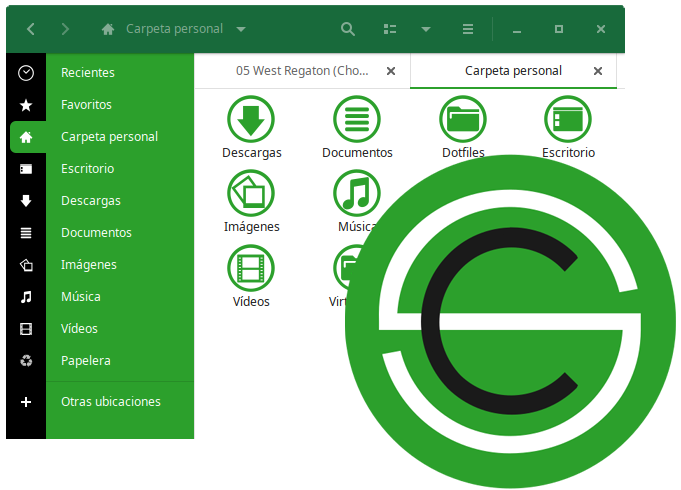 Carpeta personal
05 West Regaton (Cho...
Carpeta personal
Recientes
Favoritos
Carpeta personal
Escritorio
Descargas
Documentos
Imágenes
Música
Vídeos
Papelera
Otras ubicaciones
Descargas
Documentos
Dotfiles
Escritorio
Imágenes
Música
Vídeos